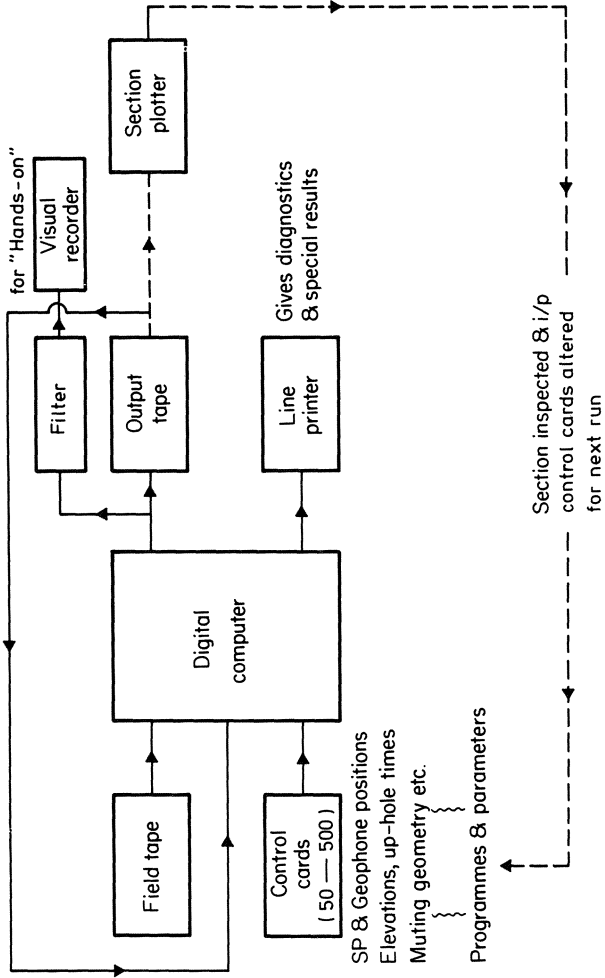 for "Hands-on"
Visual
recorder
Filter
Section
plotter
Output
tape
Field tape
Digital
computer
Control
cards
(50 — 500)
Line
printer
Gives diagnostics
& special results
SP & Geophone positions
Elevations, up-hole times
Muting geometry etc.
Programmes & parameters
Section inspected & i/p
control cards altered
for next run